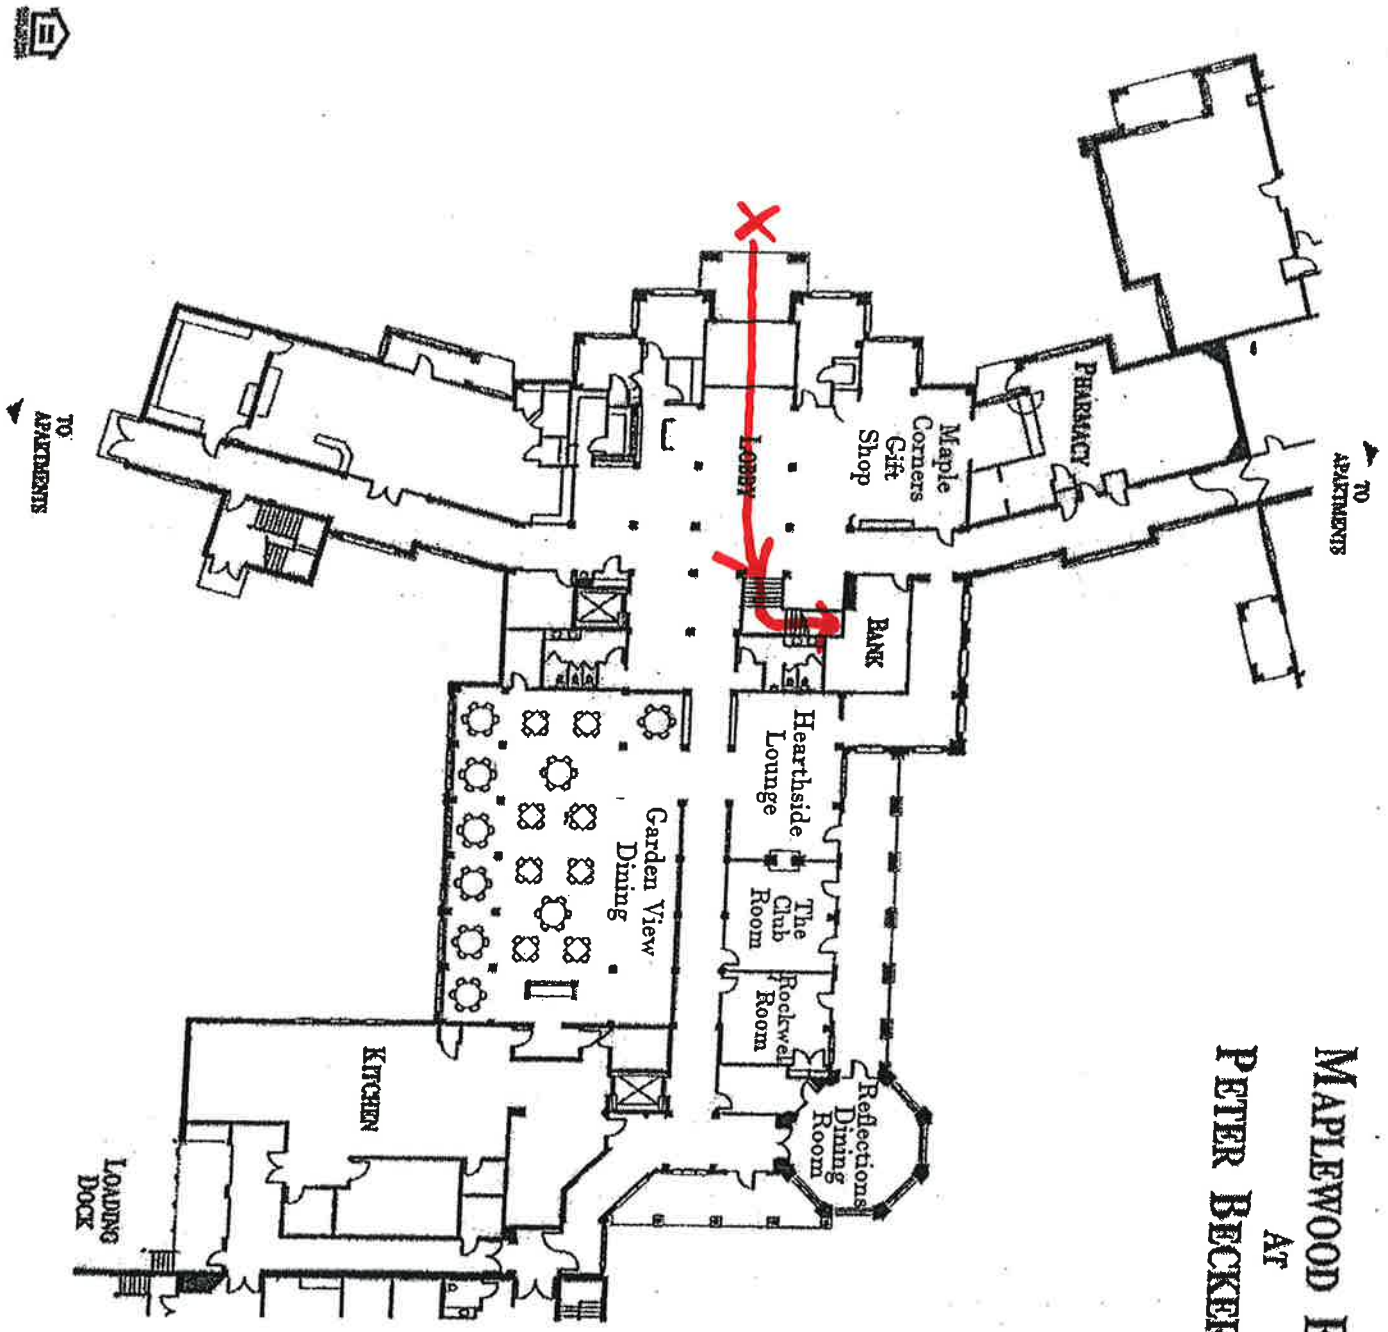 MAPLEWOOD
AT
PETER BECKER
TO
APARTMENTS
PHARMACY
Maple
Corners
Gift
Shop
LOBBY
BANK
TO
APARTMENTS
Hearthside
Lounge
Garden View
Dining
The
Club
Room
Rockwel
Room
Reflections
Dining
Room
KITCHEN
LOADING
DOCK